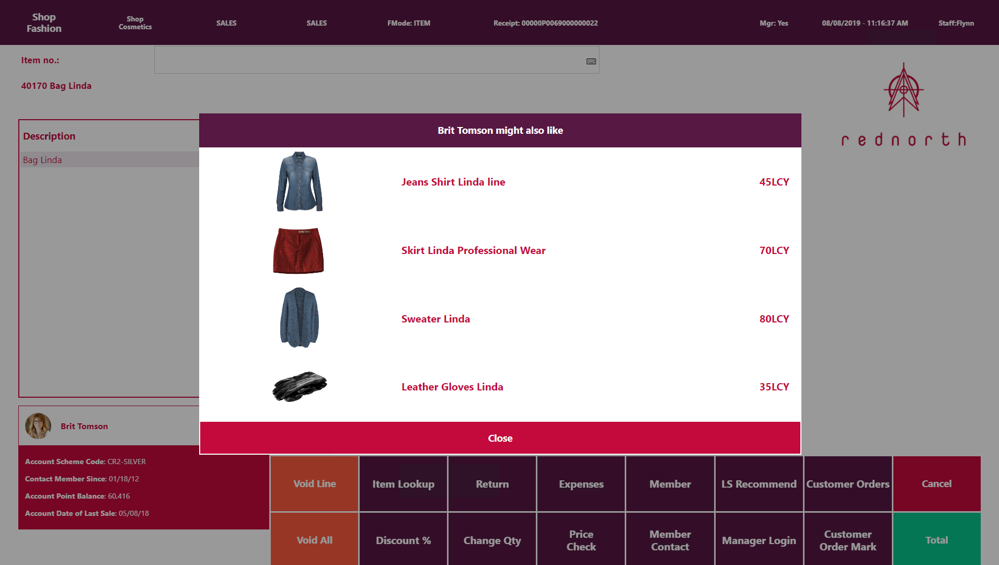 Shop
Fashion
Shop
Cosmetics
SALES
SALES
FMode: ITEM
Receipt: 00000P0069000000022
Mgr: Yes
08/08/2019 - 11:16:37 AM
Staff:Flynn
Item no.:
40170 Bag Linda
rednorth
Description
Bag Linda
Brit Tomson might also like
Jeans Shirt Linda line
45LCY
Skirt Linda Professional Wear
70LCY
Sweater Linda
80LCY
Leather Gloves Linda
35LCY
Close
Brit Tomson
Account Scheme Code: CR2-SILVER
Contact Member Since: 01/18/12
Account Point Balance: 60,416
Account Date of Last Sale: 05/08/18
Void Line
Item Lookup
Return
Expenses
Member
LS Recommend
Customer Orders
Cancel
Void All
Discount %
Change Qty
Price
Check
Member
Contact
Manager Login
Customer
Order Mark
Total